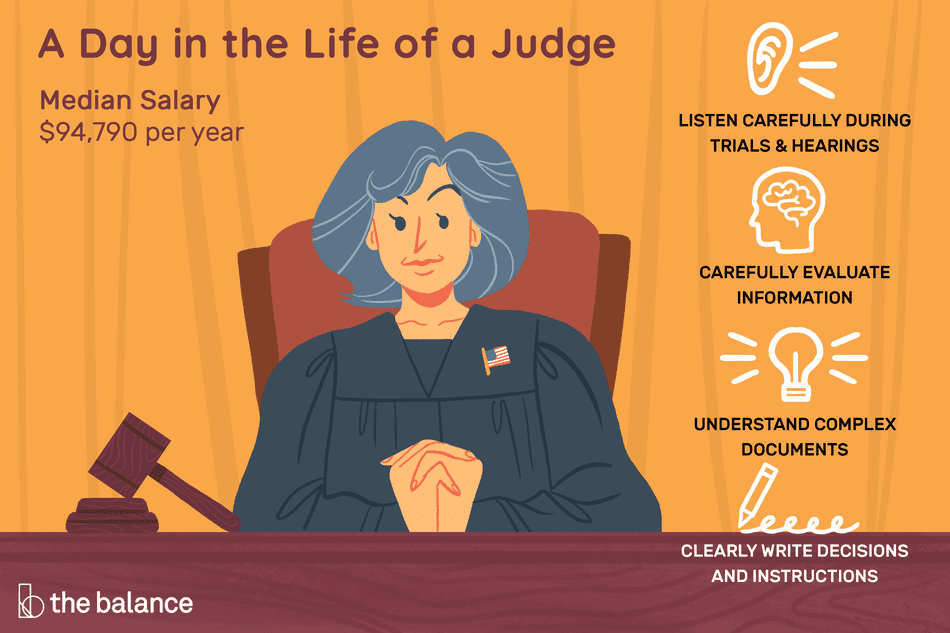 A Day in the Life of a Judge
Median Salary
$94,790 per year
LISTEN CAREFULLY DURING
TRIALS & HEARINGS
CAREFULLY EVALUATE
INFORMATION
UNDERSTAND COMPLEX
DOCUMENTS
CLEARLY WRITE DECISIONS
AND INSTRUCTIONS
the balance